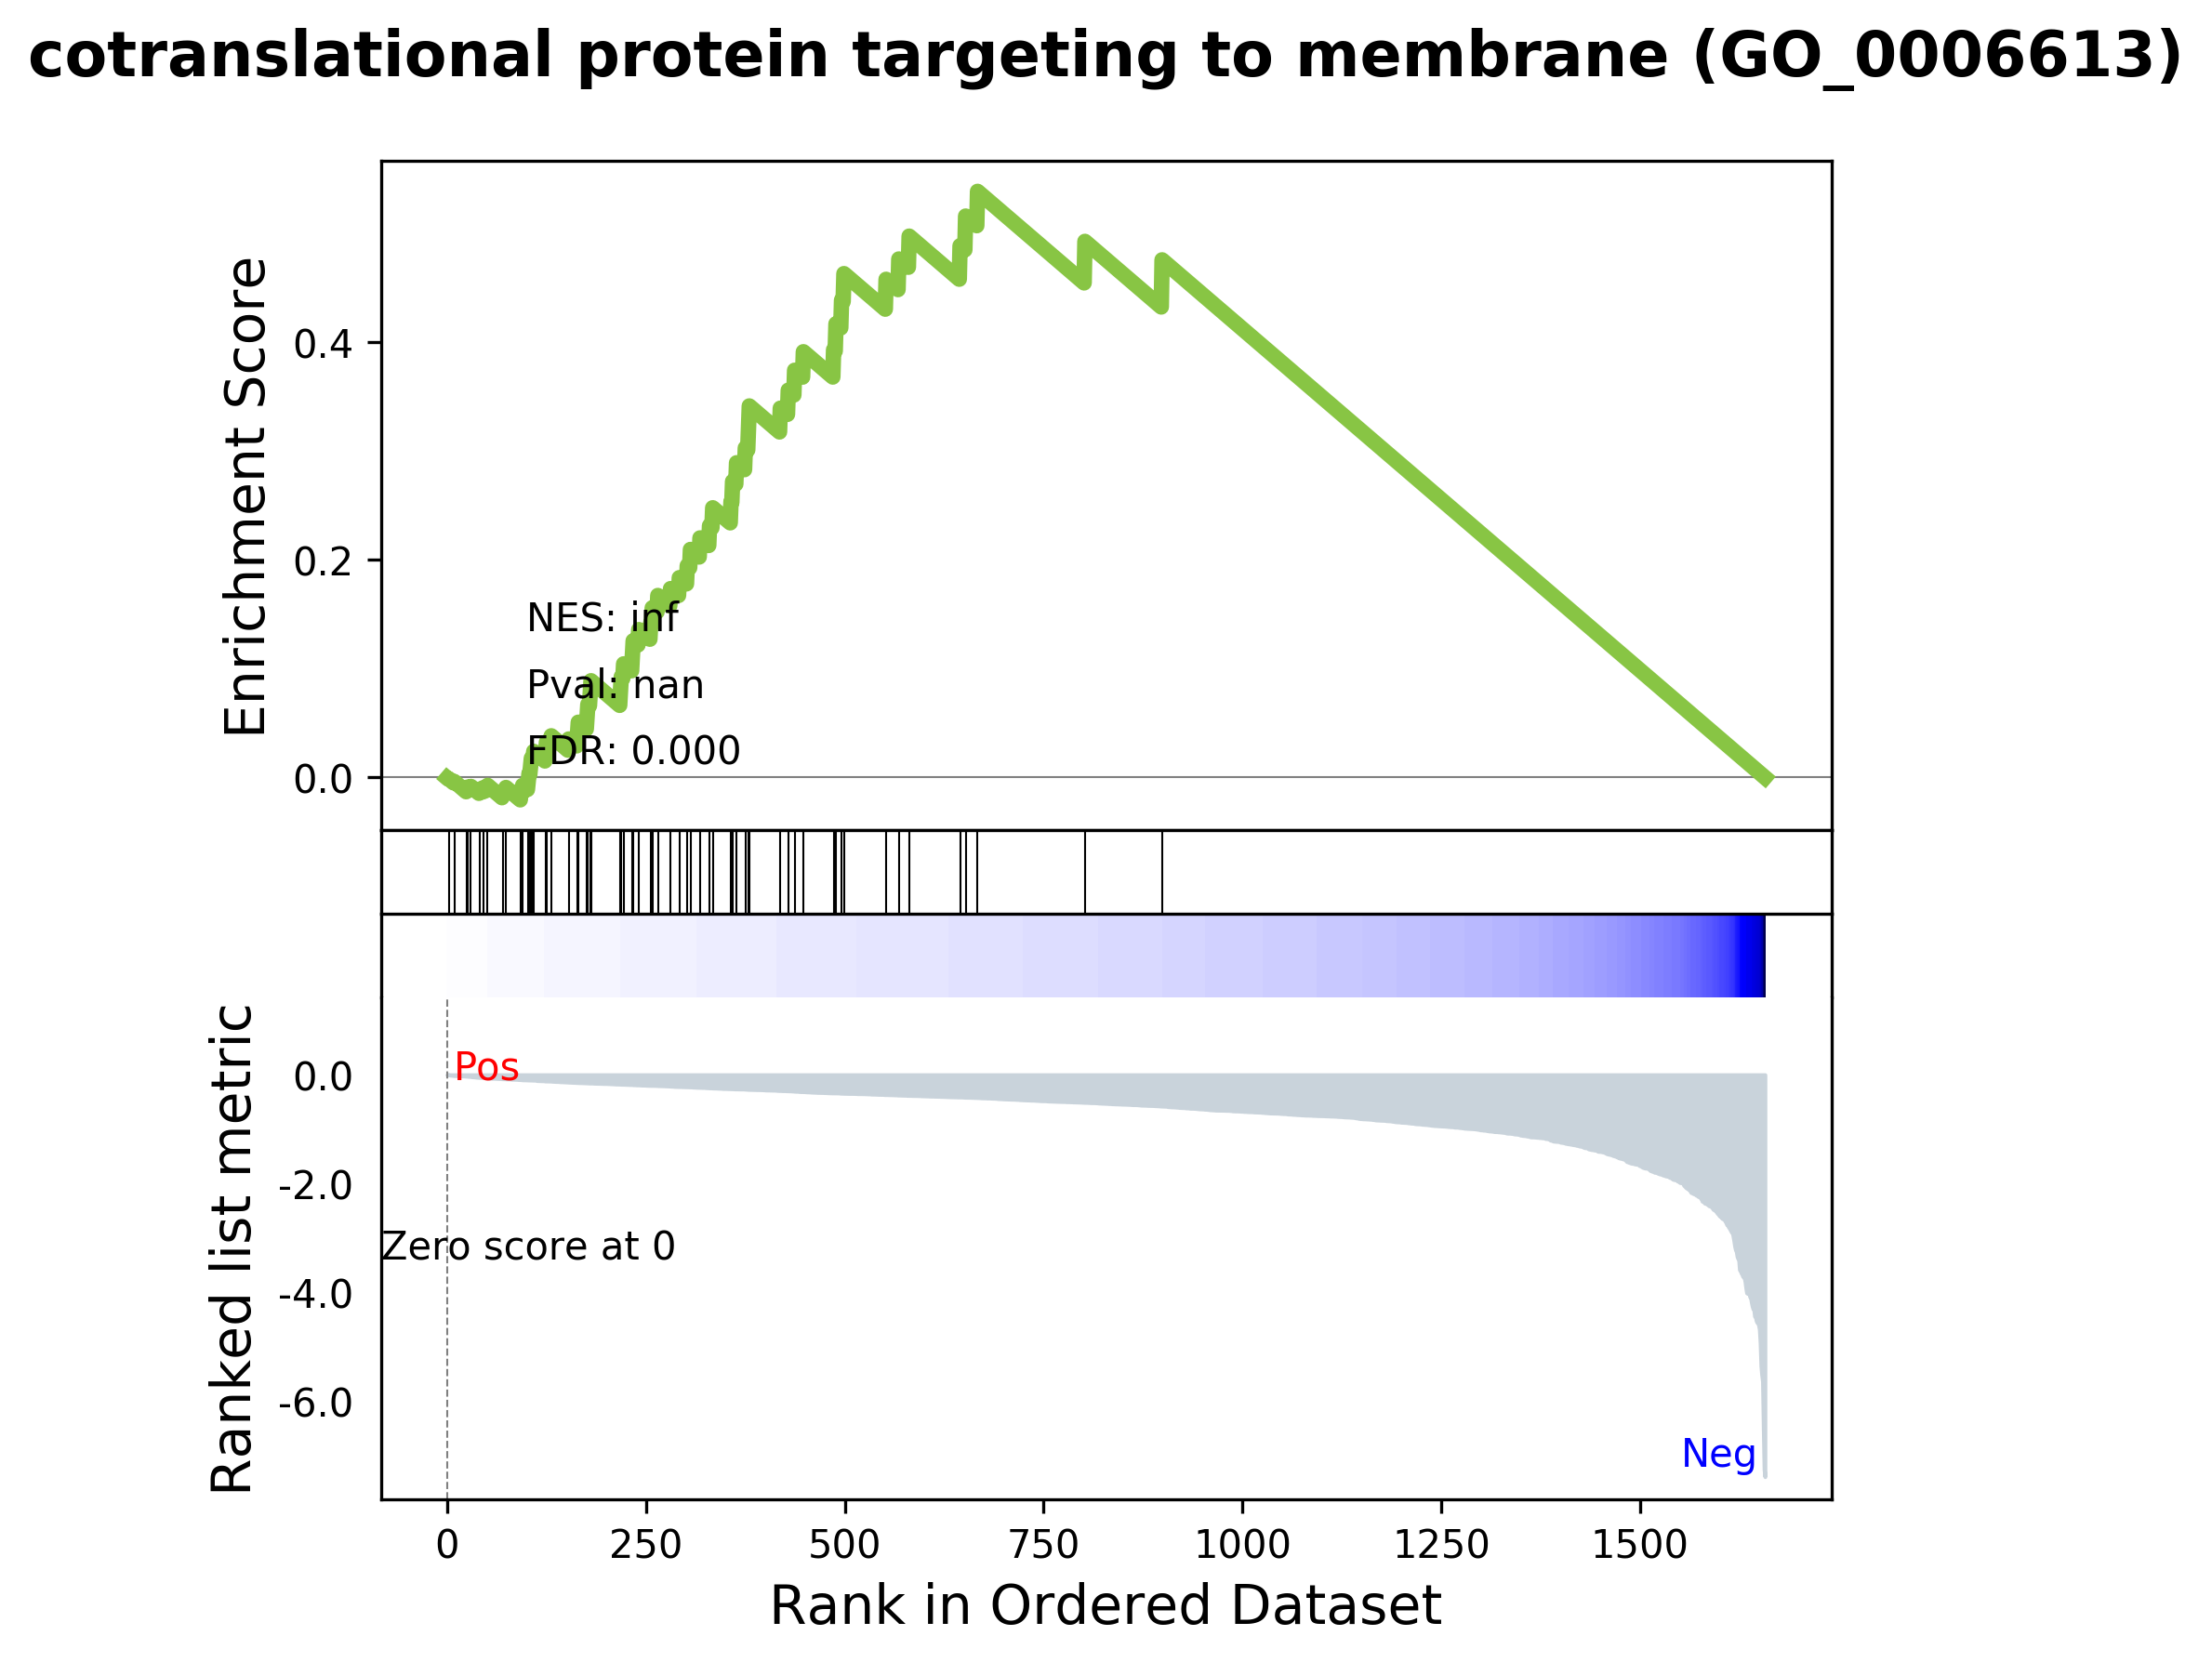 cotranslational protein targeting to membrane (GO_0006613)
Enrichment Score
0.4
0.2
0.0
NES: inf
Pval: nan
FDR: 0.000
Ranked list metric
0.0
-2.0
-4.0
-6.0
Pos
Zero score at 0
Neg
0 250 500 750 1000 1250 1500
Rank in Ordered Dataset